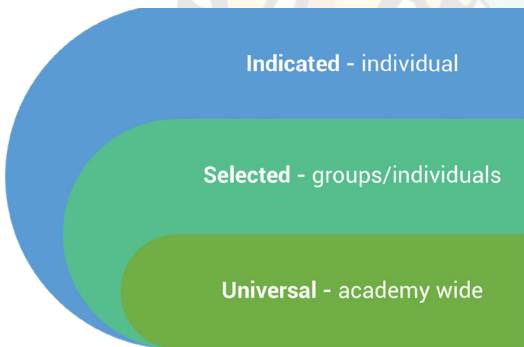 Indicated - individual
Selected - groups/individuals
Universal - academy wide